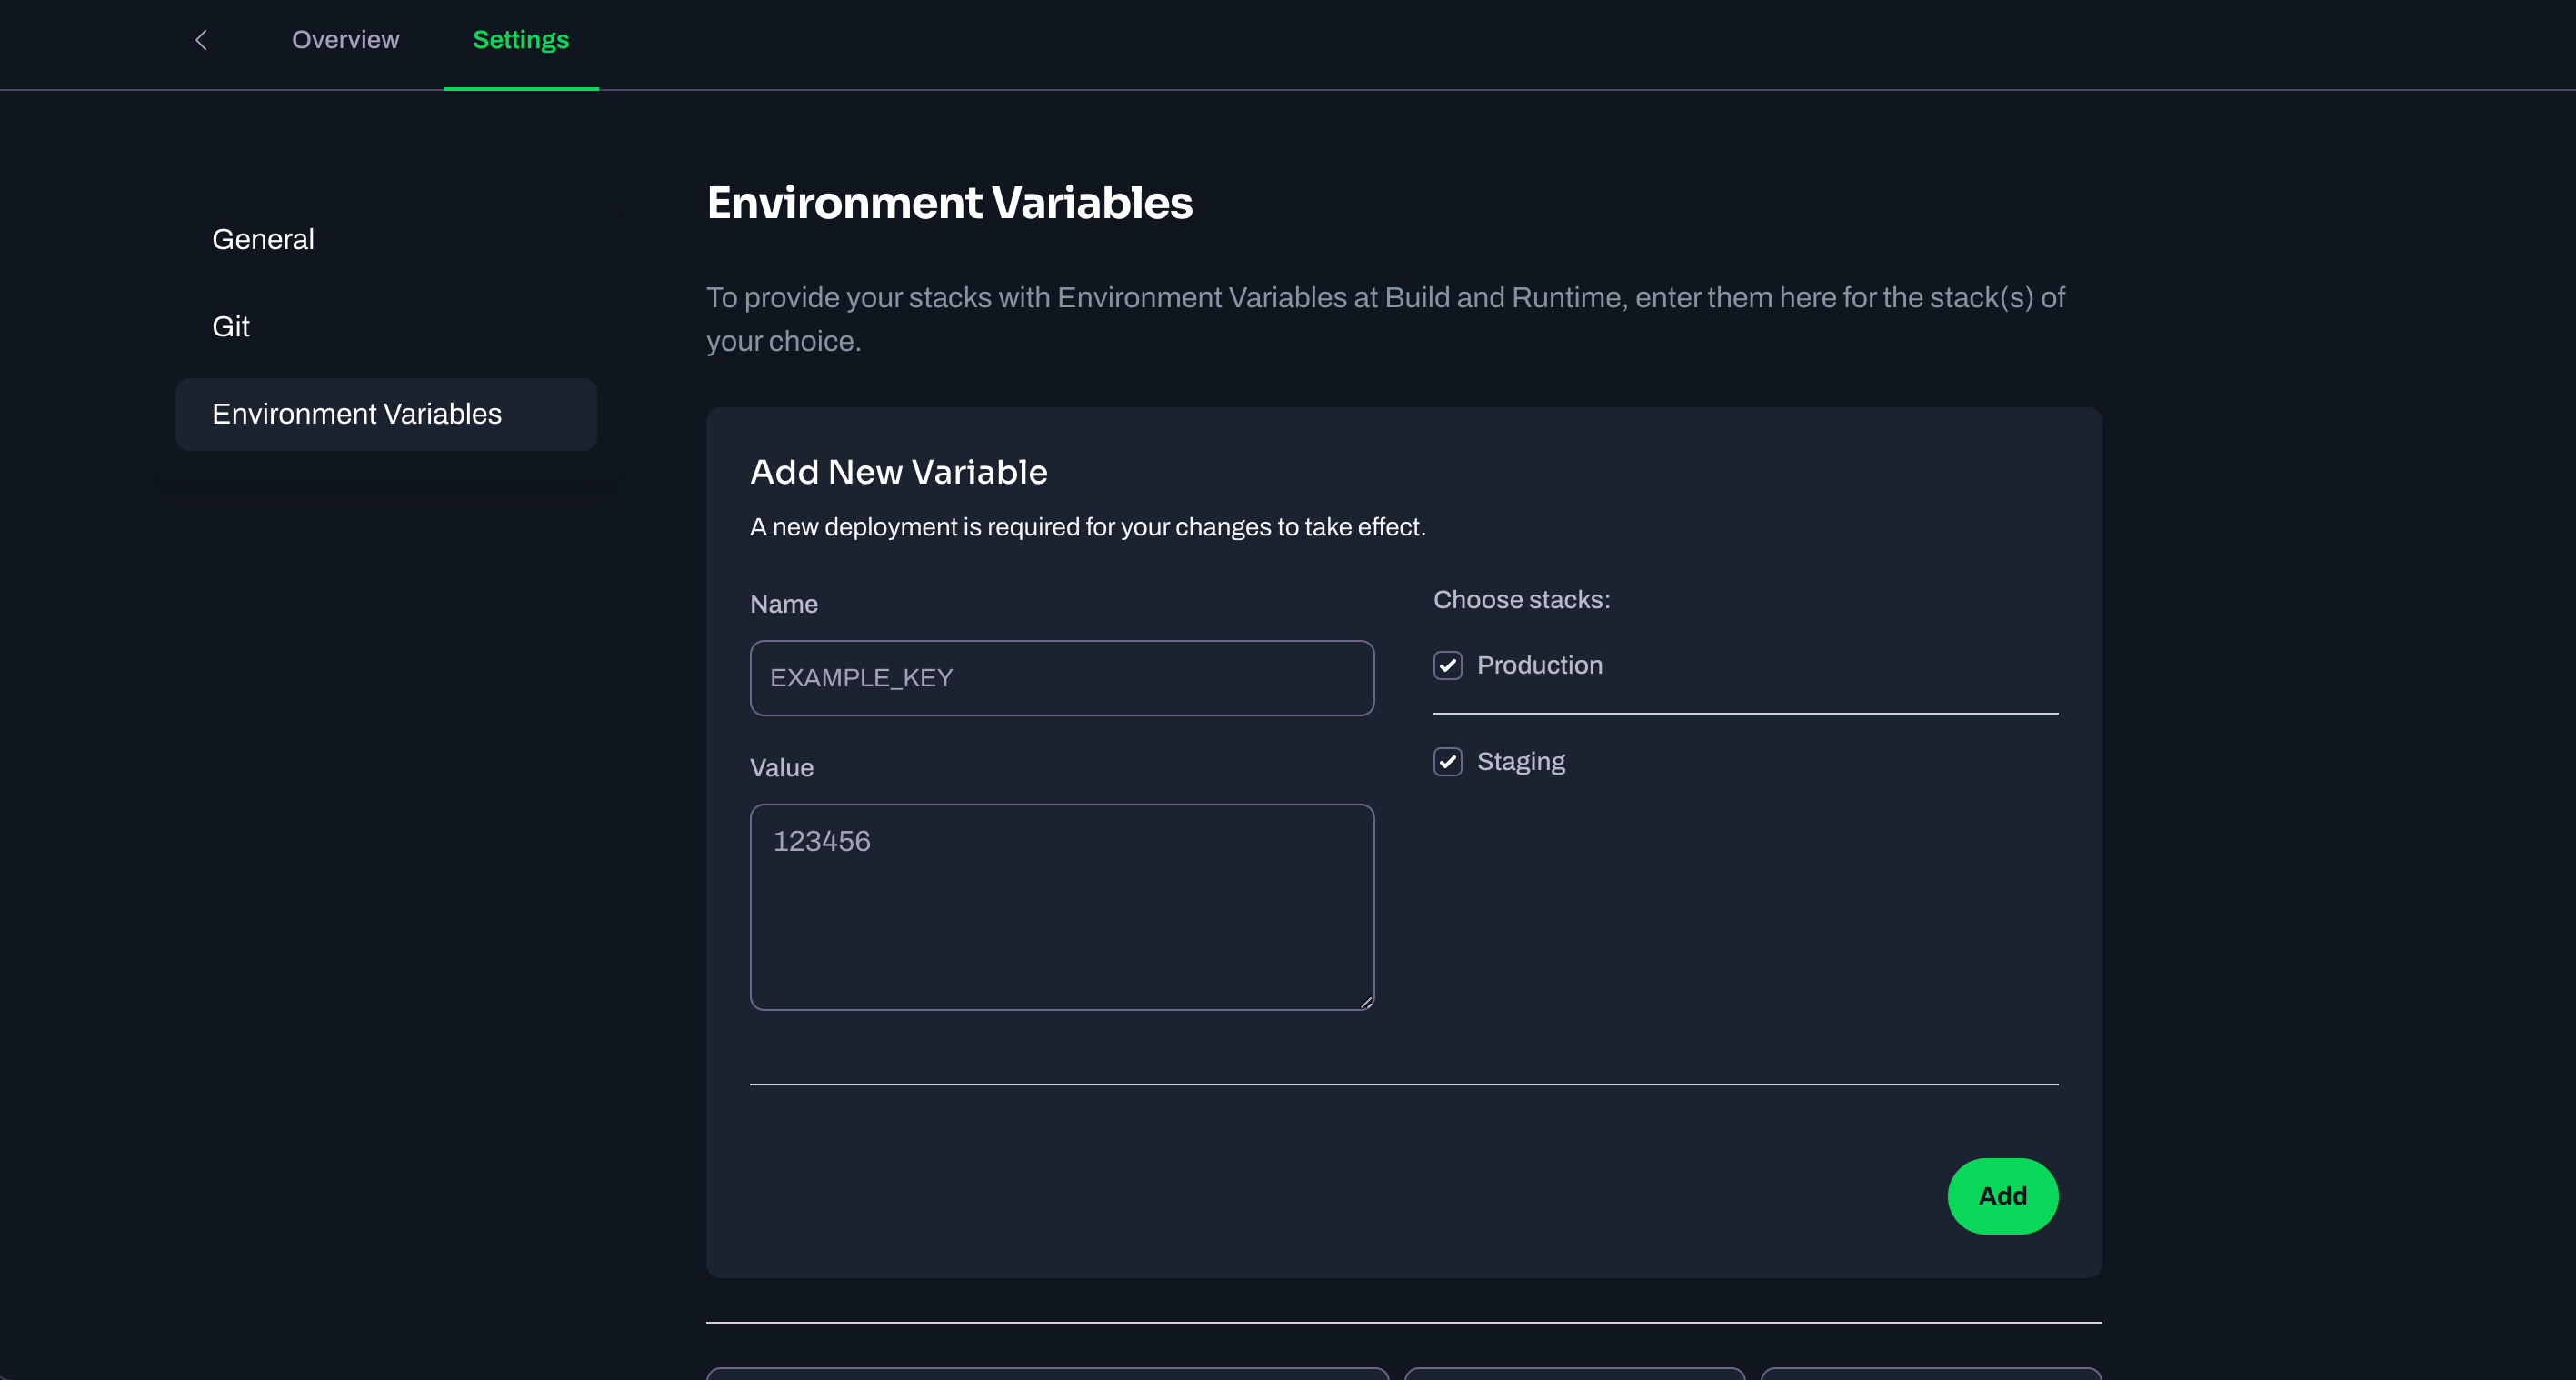 Overview
Settings
General
Git
Environment Variables
Environment Variables
To provide your stacks with Environment Variables at Build and Runtime, enter them here for the stack(s) of
your choice.
Add New Variable
A new deployment is required for your changes to take effect.
Name
EXAMPLE_KEY
Value
123456
Choose stacks:
Production
Staging
Add